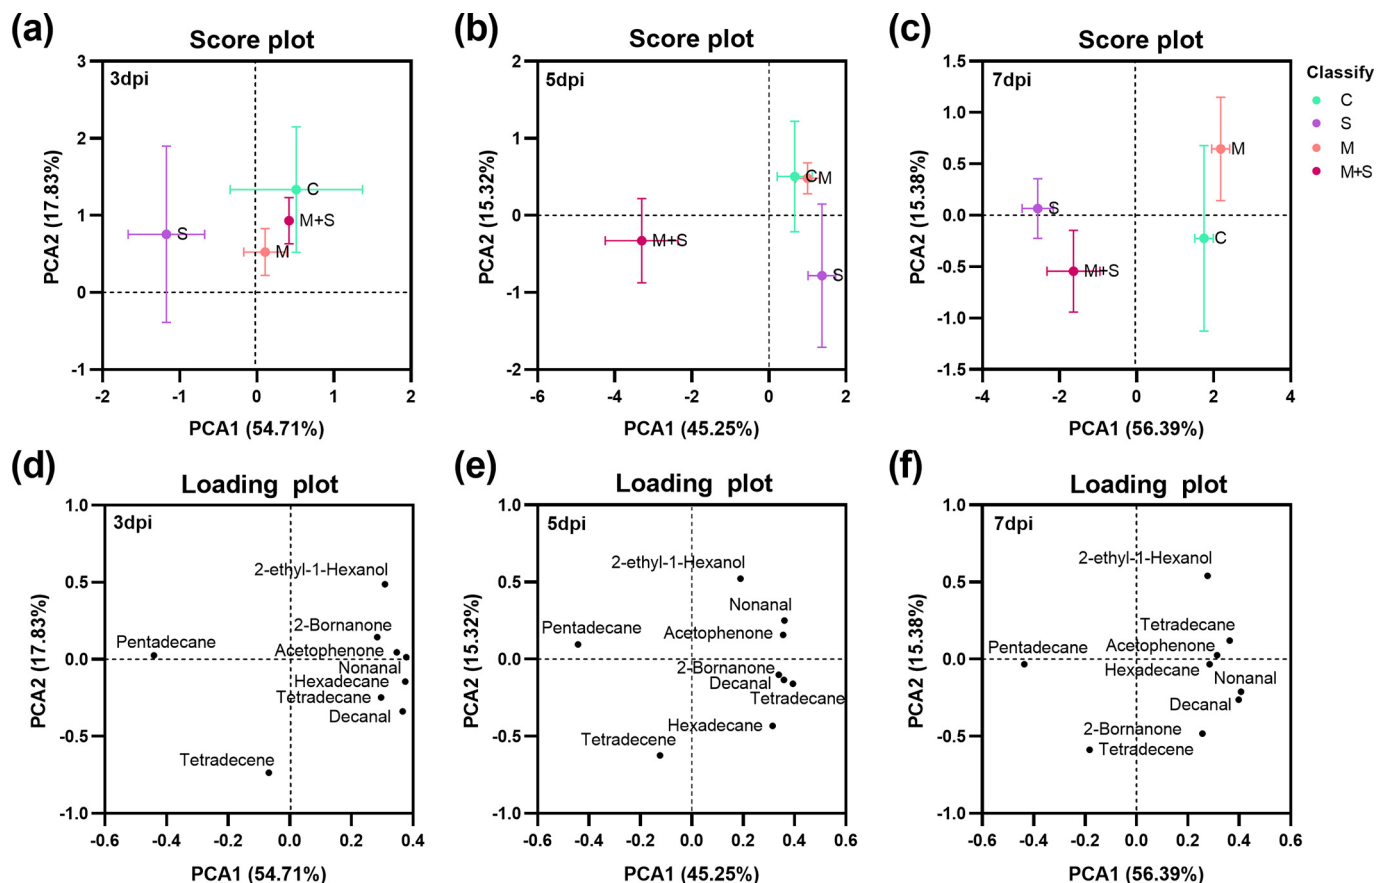 (a)
Score plot
3dpi
PCA2 (17.83%)
3
2
1
0
-1
S
C
M+S
M
-2
-1
0
1
2
PCA1 (54.71%)
(b)
Score plot
5dpi
PCA2 (15.32%)
2
1
0
-1
-2
C
M
M+S
S
-6
-4
-2
0
2
PCA1 (45.25%)
(c)
Score plot
7dpi
PCA2 (15.38%)
1.5
1.0
0.5
0.0
-0.5
-1.0
-1.5
M
S
C
M+S
-4
-2
0
2
4
PCA1 (56.39%)
Classify
C
S
M
M+S
(d)
Loading plot
3dpi
PCA2 (17.83%)
1.0
0.5
0.0
-0.5
-1.0
2-ethyl-1-Hexanol
2-Bornanone
Pentadecane
Acetophenone
Nonanal
Hexadecane
Tetradecane
Decanal
Tetradecene
-0.6
-0.4
-0.2
0.0
0.2
0.4
PCA1 (54.71%)
(e)
Loading plot
5dpi
PCA2 (15.32%)
1.0
0.5
0.0
-0.5
-1.0
2-ethyl-1-Hexanol
Nonanal
Pentadecane
Acetophenone
2-Bornanone
Decanal
Tetradecane
Hexadecane
Tetradecene
-0.6
-0.4
-0.2
0.0
0.2
0.4
0.6
PCA1 (45.25%)
(f)
Loading plot
7dpi
PCA2 (15.38%)
1.0
0.5
0.0
-0.5
-1.0
2-ethyl-1-Hexanol
Tetradecane
Pentadecane
Acetophenone
Hexadecane
Nonanal
Decanal
2-Bornanone
Tetradecene
-0.6
-0.4
-0.2
0.0
0.2
0.4
0.6
PCA1 (56.39%)